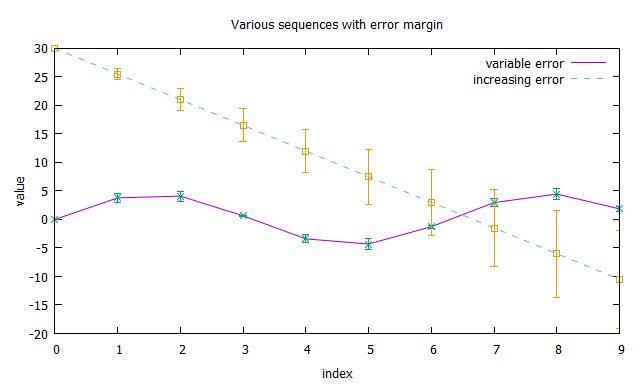 Various sequences with error margin
variable error
increasing error
30
25
20
15
10
5
0
-5
-10
-15
-20
value
0 1 2 3 4 5 6 7 8 9
index